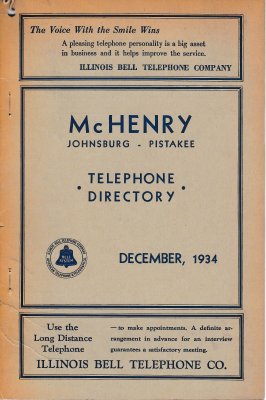 The Voice With the Smile Wins
A pleasing telephone personality is a big asset
in business and it helps improve the service.
ILLINOIS BELL TELEPHONE COMPANY
McHENRY
JOHNSBURG - PISTAKEE
TELEPHONE
• DIRECTORY •
BELL
SYSTEM
DECEMBER, 1934
Use the
Long Distance
Telephone
—to make appointments. A definite ar-
rangement in advance for an interview
guarantees a satisfactory meeting.
ILLINOIS BELL TELEPHONE CO.